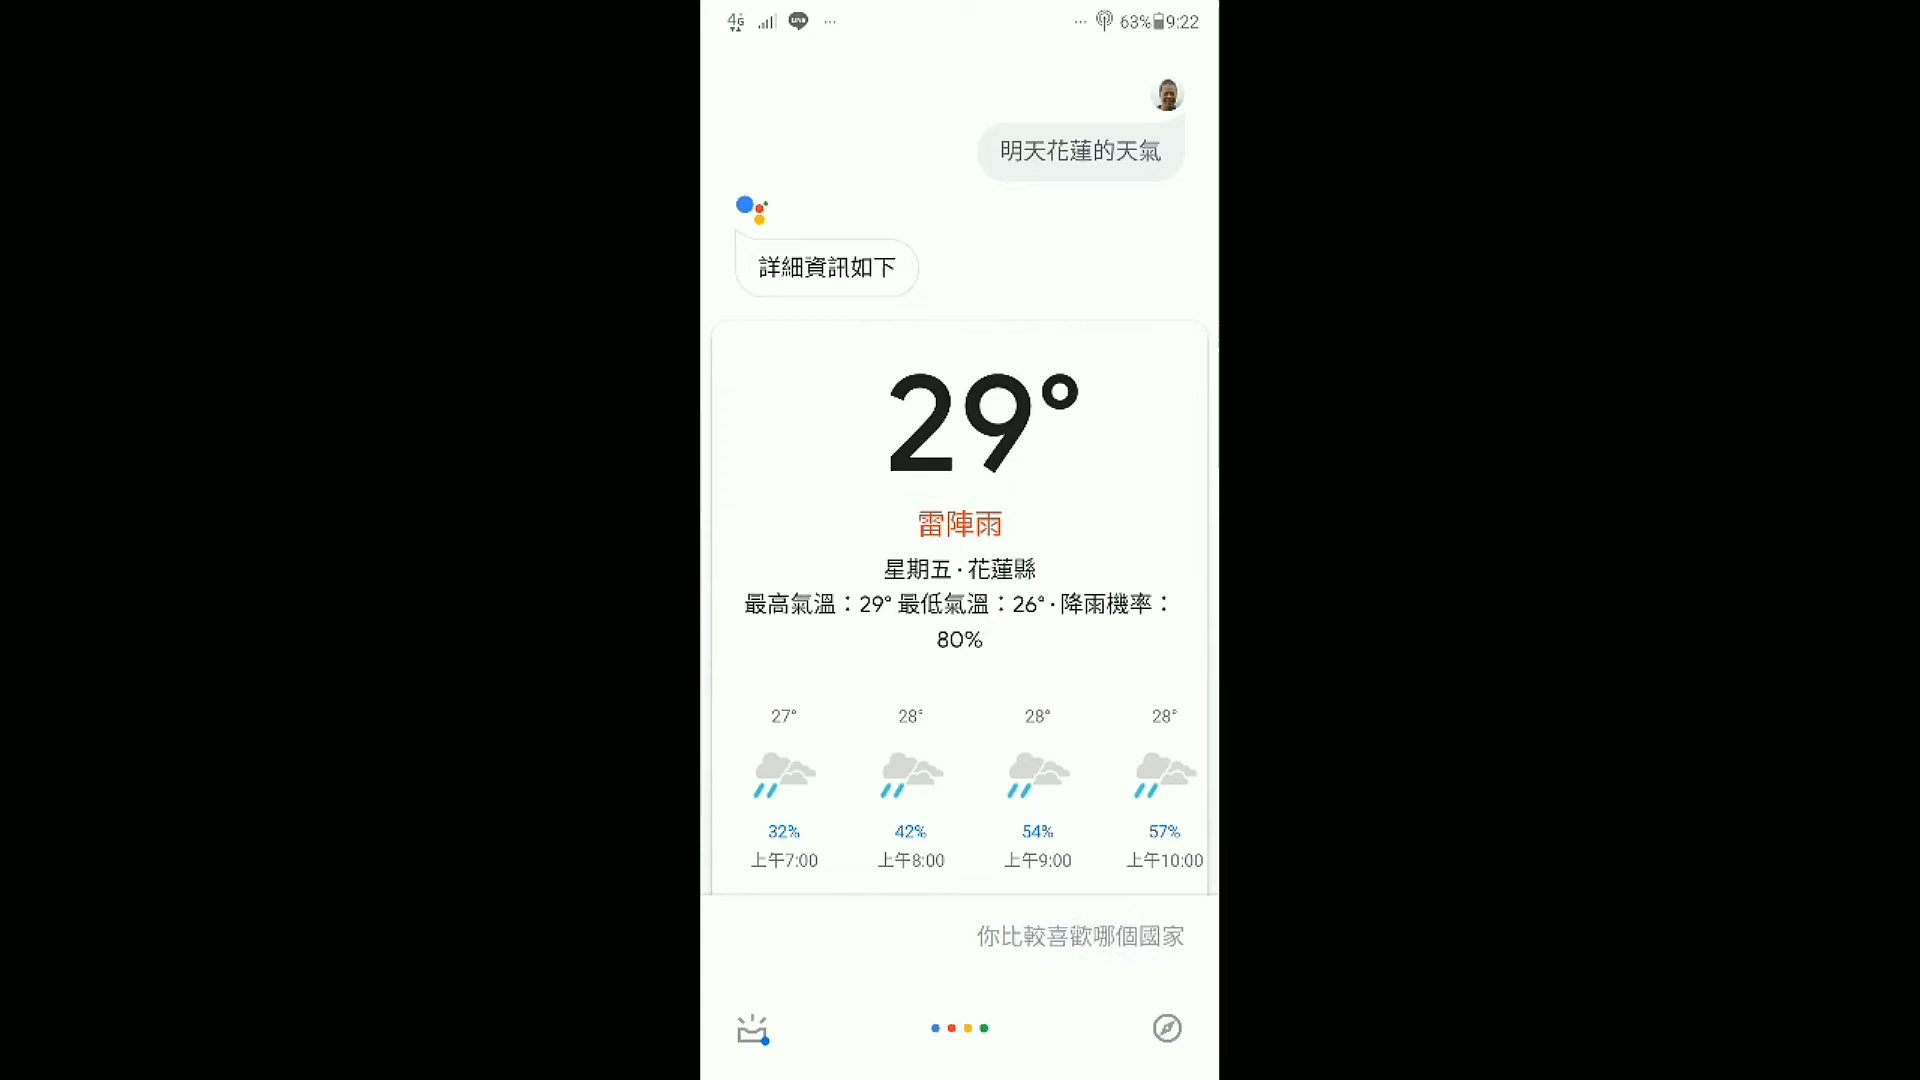 4G LINE ... ... 63% 9:22
明天花蓮的天氣
詳細資訊如下
29°
雷陣雨
星期五 · 花蓮縣
最高氣溫：29° 最低氣溫：26° · 降雨機率：
80%
27° 28° 28° 28°
32% 42% 54% 57%
上午7:00 上午8:00 上午9:00 上午10:00
你比較喜歡哪個國家